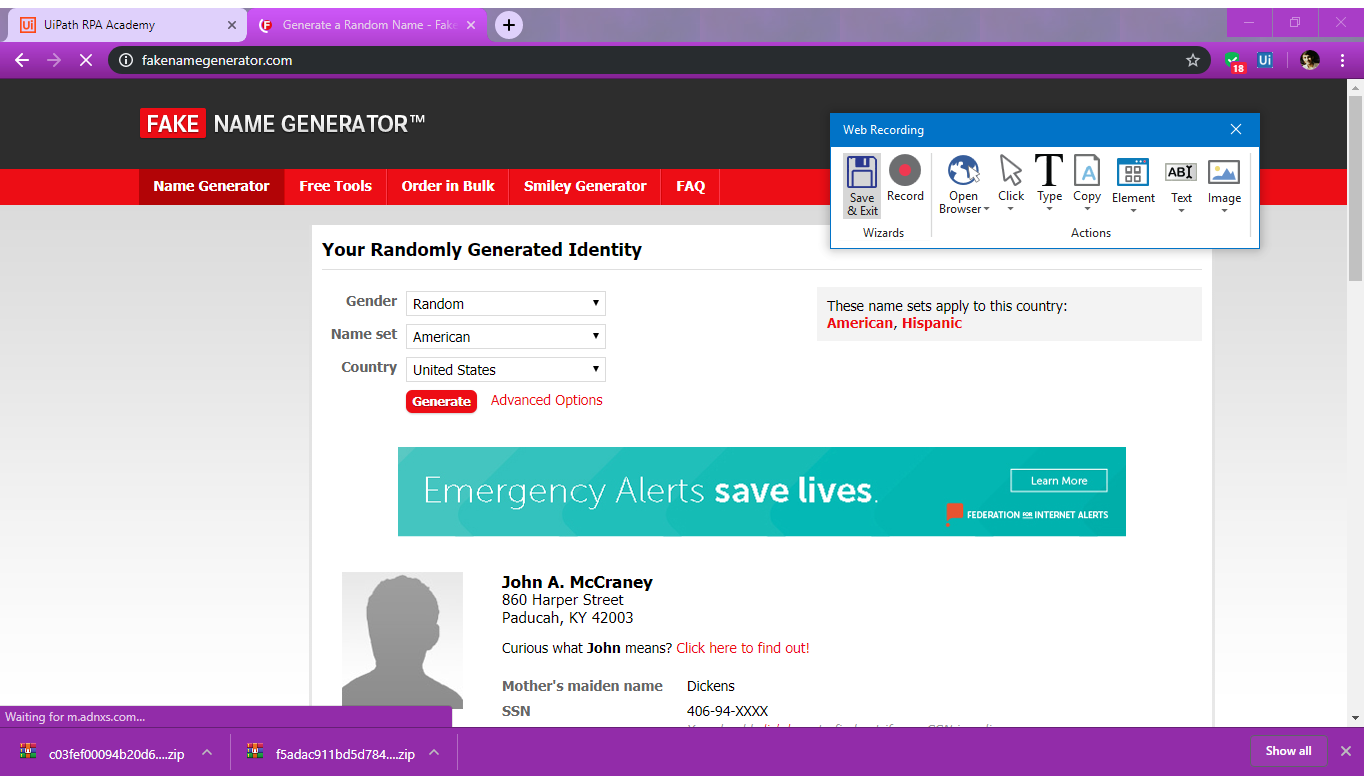 UiPath RPA Academy
Generate a Random Name - Fake
fakenamegenerator.com
18
Ui
FAKE NAME GENERATOR™
Name Generator
Free Tools
Order in Bulk
Smiley Generator
FAQ
Web Recording
Save & Exit
Record
Open Browser
Click
Type
Copy
Element
Text
Image
Wizards
Actions
Your Randomly Generated Identity
Gender Random
Name set American
Country United States
Generate Advanced Options
These name sets apply to this country:
American, Hispanic
Emergency Alerts save lives.
Learn More
FEDERATION FOR INTERNET ALERTS
John A. McCraney
860 Harper Street
Paducah, KY 42003
Curious what John means? Click here to find out!
Mother's maiden name Dickens
SSN 406-94-XXXX
Waiting for m.adnxs.com...
c03fef00094b20d6....zip
f5adac911bd5d784....zip
Show all